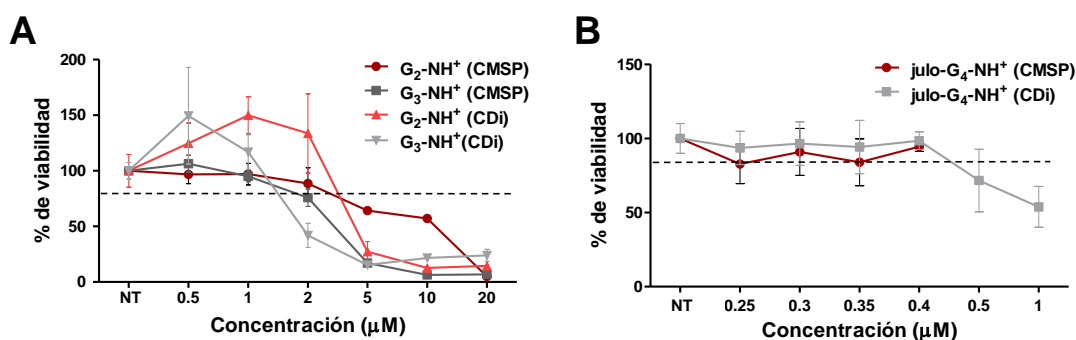 A
% de viabilidad
200
150
100
50
0
G₂-NH⁺ (CMSP)
G₃-NH⁺ (CMSP)
G₂-NH⁺ (CDi)
G₃-NH⁺(CDi)
NT 0.5 1 2 5 10 20
Concentración (μM)
B
% de viabilidad
150
100
50
0
julo-G₄-NH⁺ (CMSP)
julo-G₄-NH⁺ (CDi)
NT 0.25 0.3 0.35 0.4 0.5 1
Concentración (μM)